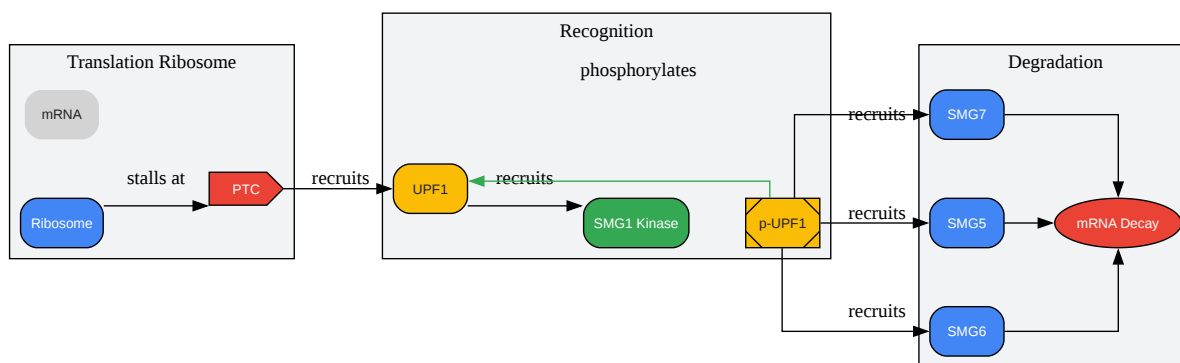 Translation Ribosome
mRNA
Ribosome
stalls at
PTC
recruits
Recognition
phosphorylates
UPF1
recruits
SMG1 Kinase
p-UPF1
recruits
recruits
recruits
Degradation
SMG7
SMG5
SMG6
mRNA Decay